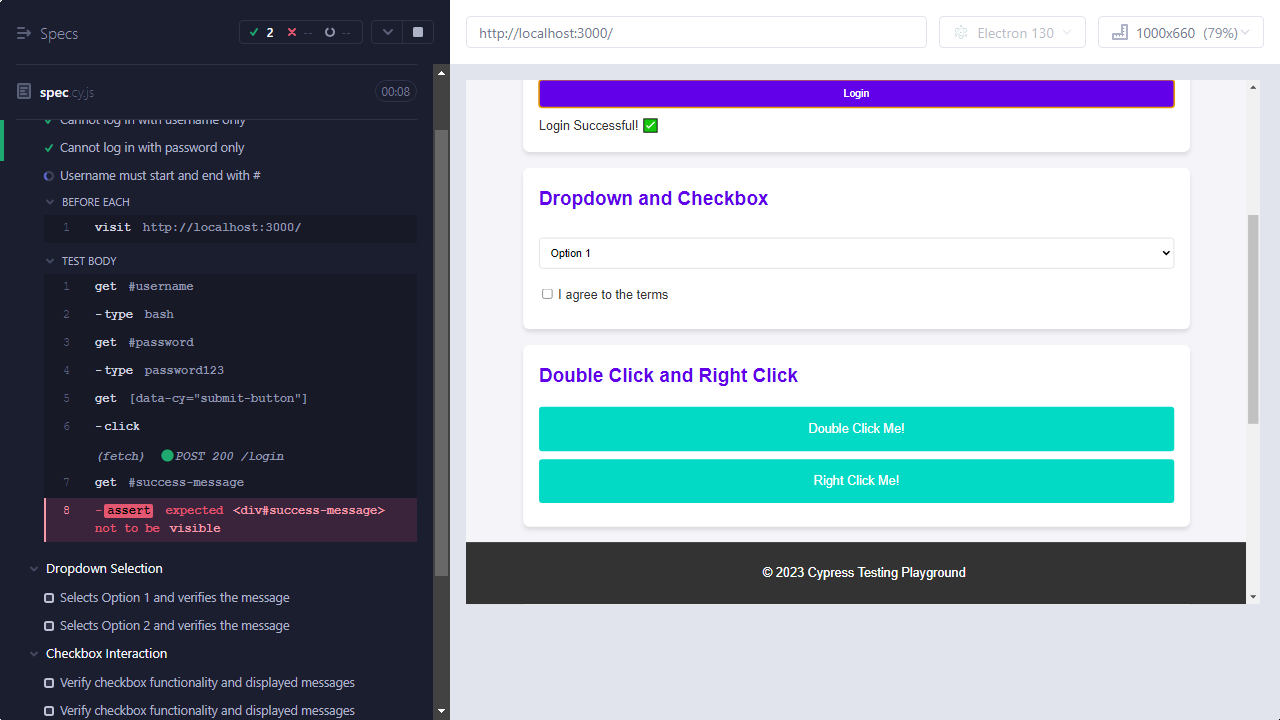 Specs
2
--
--
spec.cy.js
00:08
Cannot log in with username only
Cannot log in with password only
Username must start and end with #
BEFORE EACH
1 visit http://localhost:3000/
TEST BODY
1 get #username
2 -type bash
3 get #password
4 -type password123
5 get [data-cy="submit-button"]
6 -click
(fetch) POST 200 /login
7 get #success-message
8 -assert expected <div#success-message>
not to be visible
Dropdown Selection
Selects Option 1 and verifies the message
Selects Option 2 and verifies the message
Checkbox Interaction
Verify checkbox functionality and displayed messages
Verify checkbox functionality and displayed messages
http://localhost:3000/
Electron 130
1000x660 (79%)
Login
Login Successful! ✅
Dropdown and Checkbox
Option 1
I agree to the terms
Double Click and Right Click
Double Click Me!
Right Click Me!
© 2023 Cypress Testing Playground